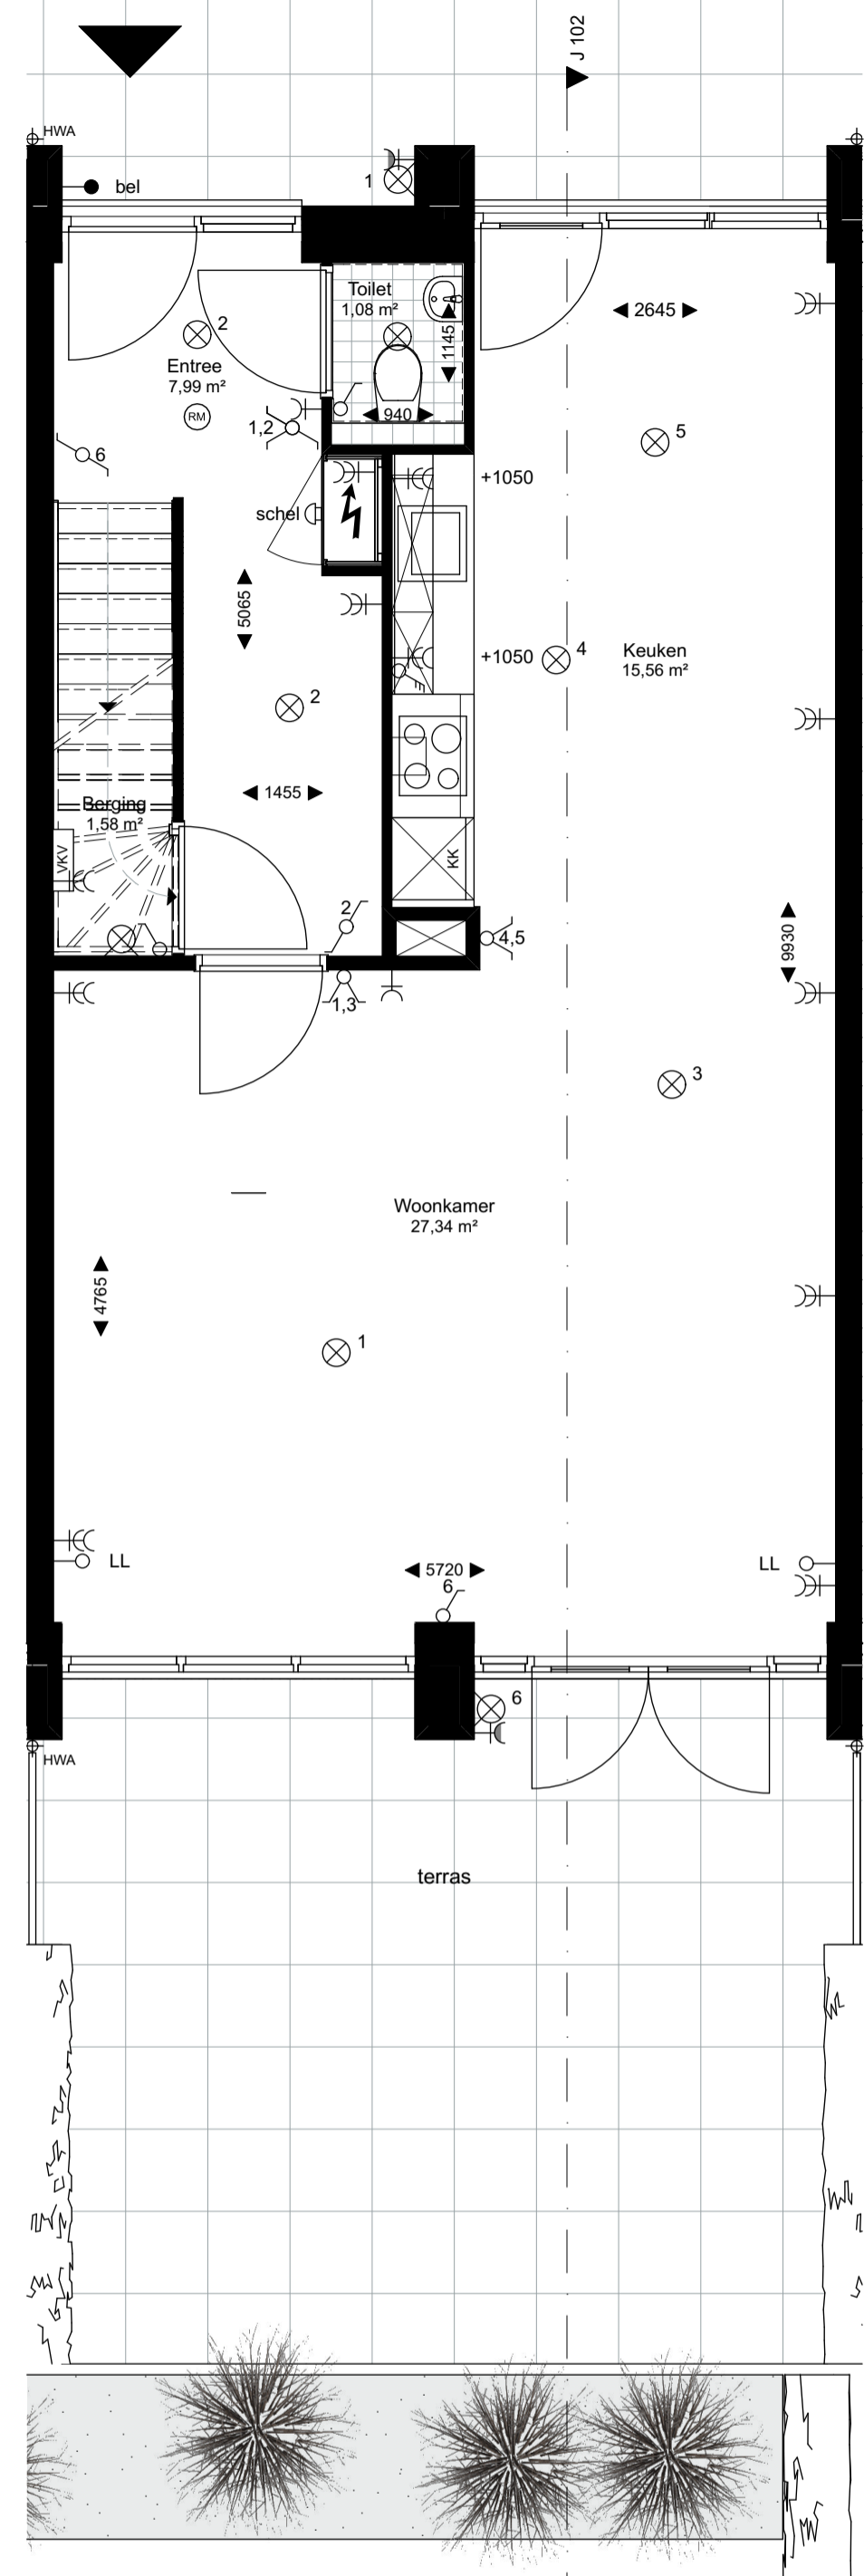 J 102
HWA
bel
1
Toilet
1,08 m²
2645
2
1145
Entree
7,99 m²
940
RM
1,2
5
6
+1050
schel
5065
+1050
4
Keuken
15,56 m²
2
1455
Berging
1,58 m²
VKV
KK
2
4,5
9930
1,3
3
Woonkamer
27,34 m²
4765
1
LL
5720
LL
6
6
HWA
terras